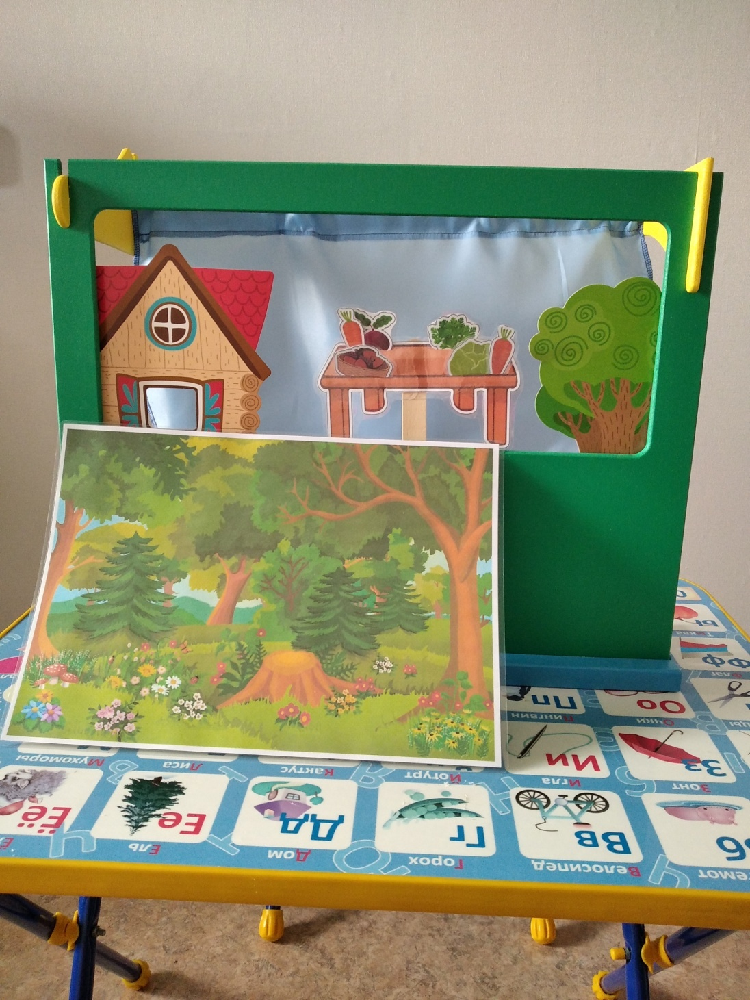 Ы
Фф
Флаг
Пп
Пингвин
Оо
Очки
Ии
Игла
Зз
Зонт
Мухоморы
Лиса
Кактус
Йогурт
Ёё
Ее
Ель
Дд
Дом
Гг
Горох
Вв
Велосипед